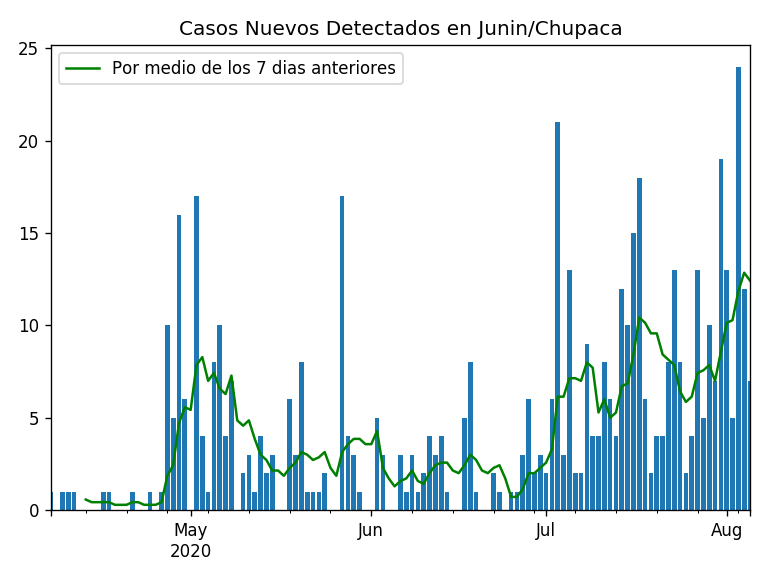 Casos Nuevos Detectados en Junin/Chupaca
Por medio de los 7 dias anteriores
25
20
15
10
5
0
May
2020
Jun
Jul
Aug